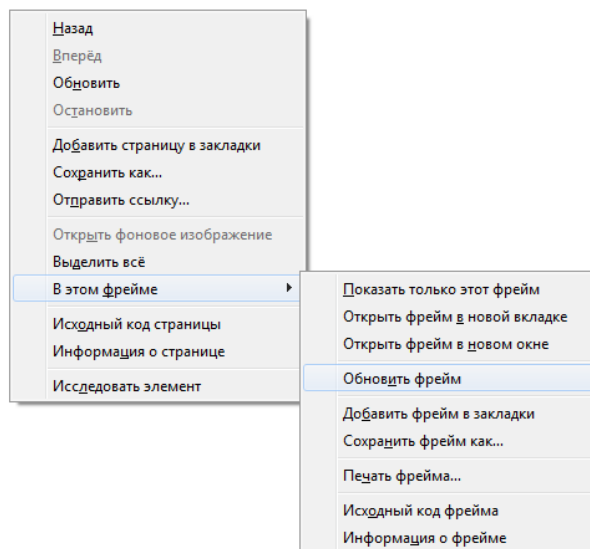 Назад
Вперёд
Обновить
Остановить
Добавить страницу в закладки
Сохранить как...
Отправить ссылку...
Открыть фоновое изображение
Выделить всё
В этом фрейме
Исходный код страницы
Информация о странице
Исследовать элемент
Показать только этот фрейм
Открыть фрейм в новой вкладке
Открыть фрейм в новом окне
Обновить фрейм
Добавить фрейм в закладки
Сохранить фрейм как...
Печать фрейма...
Исходный код фрейма
Информация о фрейме